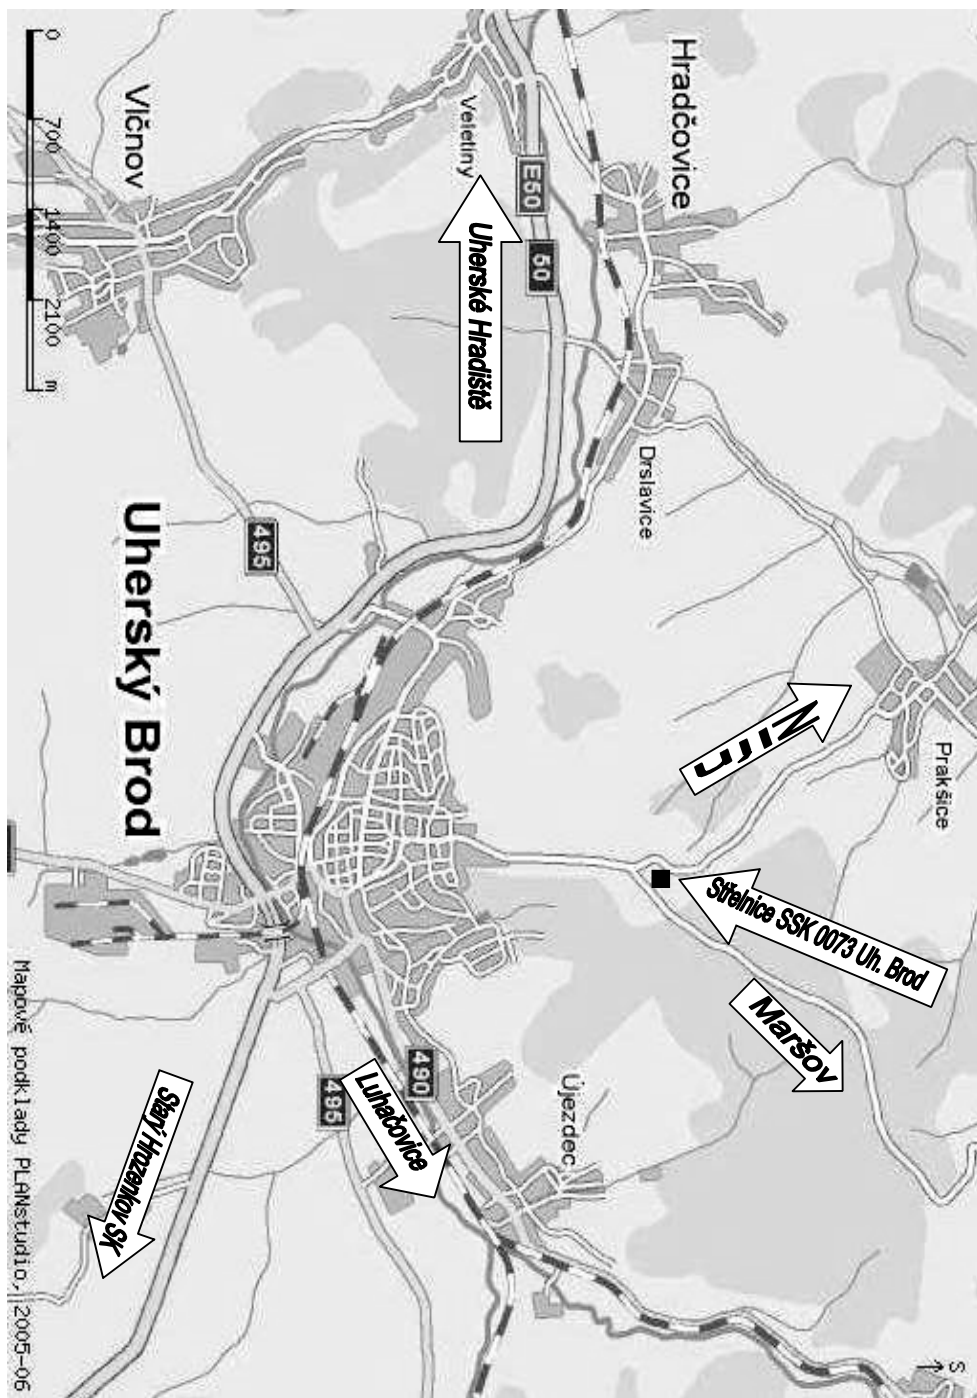 S
Prakšice
Střelnice SSK 0073 Uh. Brod
Zlín
Maršov
Hradčovice
Drslavice
Újezdec
E50
50
Uherské Hradiště
Veletiny
490
Luhačovice
495
495
Starý Hrozenkov SK
Uherský Brod
Vlčnov
0 700 1400 2100 m
Mapové podklady PLANstudio, 2005-06